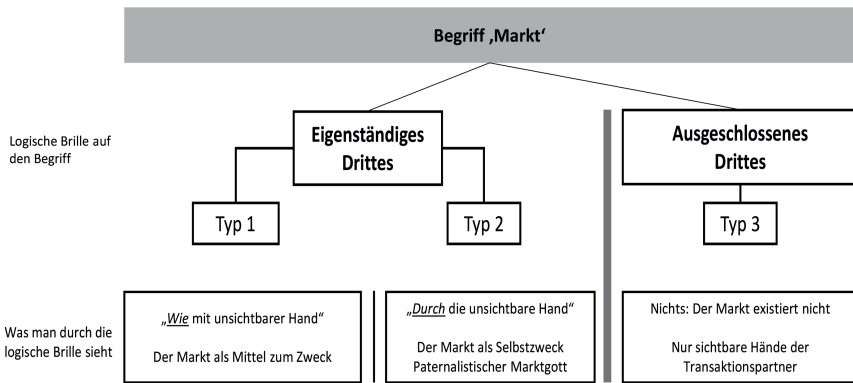 Begriff ‚Markt‘
Logische Brille auf
den Begriff
Eigenständiges
Drittes
Ausgeschlossenes
Drittes
Typ 1
Typ 2
Typ 3
Was man durch die
logische Brille sieht
„Wie mit unsichtbarer Hand“
Der Markt als Mittel zum Zweck
„Durch die unsichtbare Hand“
Der Markt als Selbstzweck
Paternalistischer Marktgott
Nichts: Der Markt existiert nicht
Nur sichtbare Hände der
Transaktionspartner